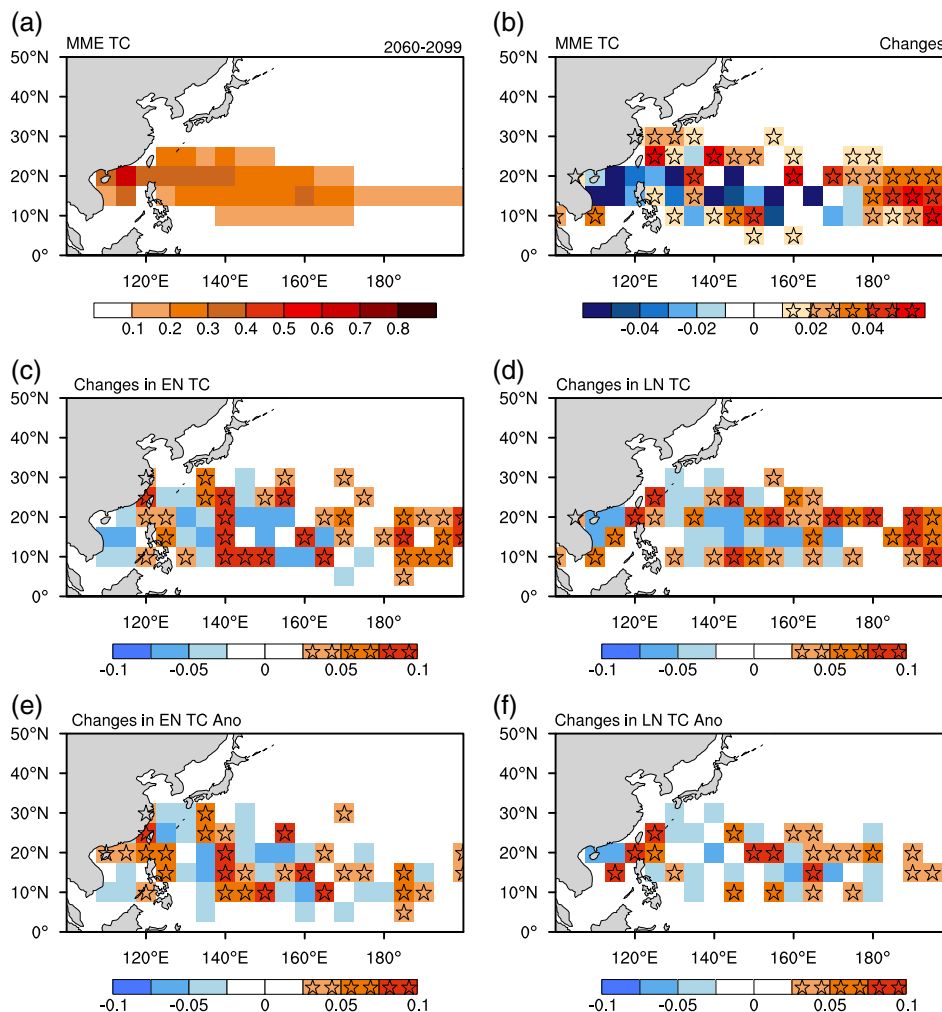 (a)
MME TC 2060-2099
50°N
40°N
30°N
20°N
10°N
0°
120°E 140°E 160°E 180°
0.1 0.2 0.3 0.4 0.5 0.6 0.7 0.8
(b)
MME TC Changes
50°N
40°N
30°N
20°N
10°N
0°
120°E 140°E 160°E 180°
-0.04 -0.02 0 0.02 0.04
(c)
Changes in EN TC
50°N
40°N
30°N
20°N
10°N
0°
120°E 140°E 160°E 180°
-0.1 -0.05 0 0.05 0.1
(d)
Changes in LN TC
50°N
40°N
30°N
20°N
10°N
0°
120°E 140°E 160°E 180°
-0.1 -0.05 0 0.05 0.1
(e)
Changes in EN TC Ano
50°N
40°N
30°N
20°N
10°N
0°
120°E 140°E 160°E 180°
-0.1 -0.05 0 0.05 0.1
(f)
Changes in LN TC Ano
50°N
40°N
30°N
20°N
10°N
0°
120°E 140°E 160°E 180°
-0.1 -0.05 0 0.05 0.1